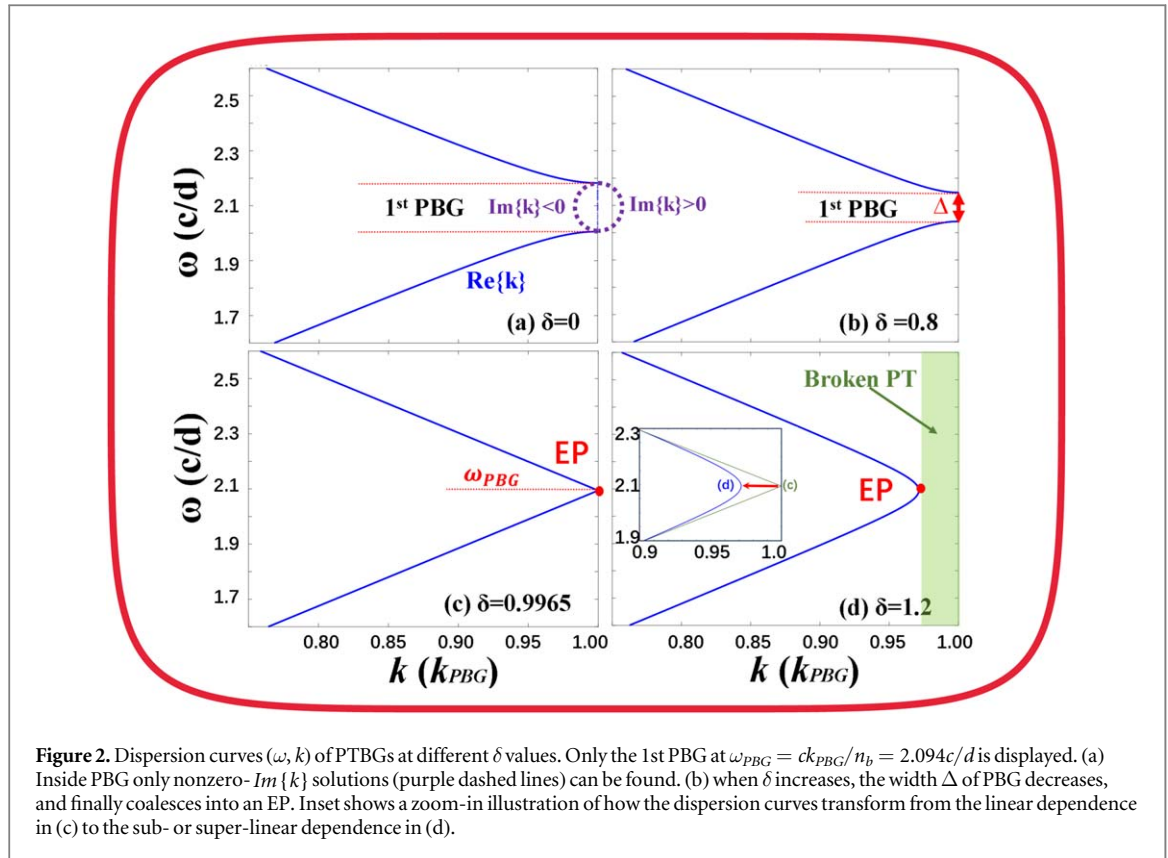 2.5
2.3
2.1
1.9
1.7
ω (c/d)
1st PBG
Im{k}<0
Im{k}>0
Re{k}
(a) δ=0
1st PBG
Δ
(b) δ =0.8
2.5
2.3
2.1
1.9
1.7
ω (c/d)
EP
ωPBG
(c) δ=0.9965
0.80 0.85 0.90 0.95 1.00
k (kPBG)
Broken PT
2.3
2.1
1.9
(d)
(c)
0.9 0.95 1.0
EP
(d) δ=1.2
0.80 0.85 0.90 0.95 1.00
k (kPBG)
Figure 2. Dispersion curves (ω, k) of PTBGs at different δ values. Only the 1st PBG at ωPBG = ckPBG/nb = 2.094c/d is displayed. (a)
Inside PBG only nonzero-Im{k} solutions (purple dashed lines) can be found. (b) when δ increases, the width Δ of PBG decreases,
and finally coalesces into an EP. Inset shows a zoom-in illustration of how the dispersion curves transform from the linear dependence
in (c) to the sub- or super-linear dependence in (d).